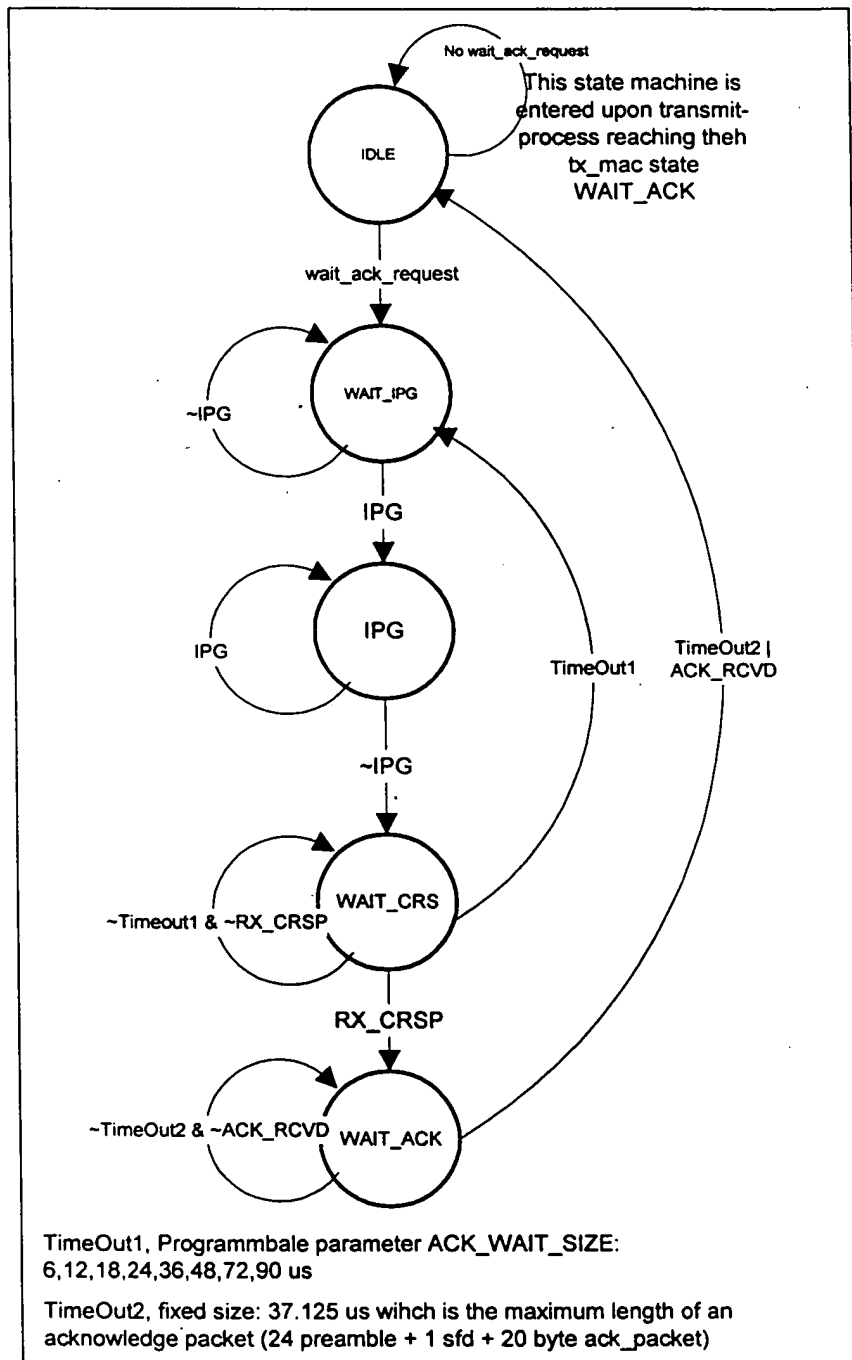 No wait_ack_request
This state machine is
entered upon transmit-
process reaching theh
tx_mac state
WAIT_ACK
IDLE
wait_ack_request
WAIT_IPG
~IPG
IPG
IPG
IPG
~IPG
TimeOut1
TimeOut2 |
ACK_RCVD
WAIT_CRS
~Timeout1 & ~RX_CRSP
RX_CRSP
WAIT_ACK
~TimeOut2 & ~ACK_RCVD
TimeOut1, Programmbale parameter ACK_WAIT_SIZE:
6,12,18,24,36,48,72,90 us
TimeOut2, fixed size: 37.125 us wihch is the maximum length of an
acknowledge packet (24 preamble + 1 sfd + 20 byte ack_packet)